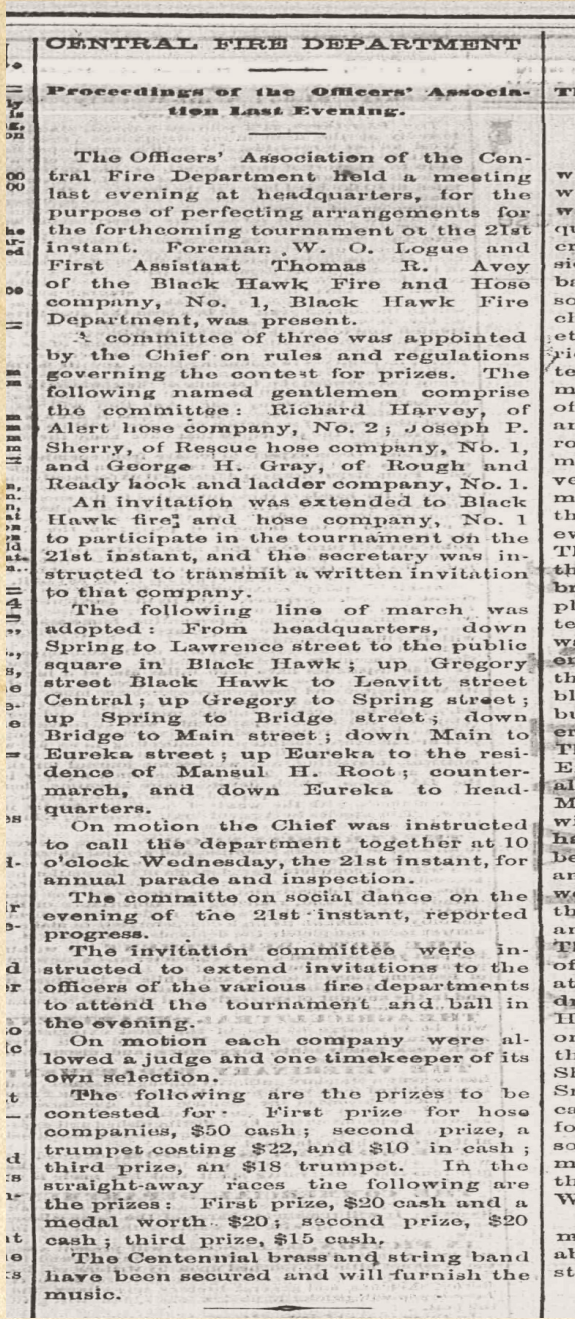 CENTRAL FIRE DEPARTMENT
Proceedings of the Officers' Associa-
tion Last Evening.
The Officers' Association of the Cen-
tral Fire Department held a meeting
last evening at headquarters, for the
purpose of perfecting arrangements for
the forthcoming tournament ot the 21st
instant. Foreman W. O. Logue and
First Assistant Thomas R. Avey
of the Black Hawk Fire and Hose
company, No. 1, Black Hawk Fire
Department, was present.
A committee of three was appointed
by the Chief on rules and regulations
governing the contest for prizes. The
following named gentlemen comprise
the committee: Richard Harvey, of
Alert hose company, No. 2; Joseph P.
Sherry, of Rescue hose company, No. 1,
and George H. Gray, of Rough and
Ready hook and ladder company, No. 1.
An invitation was extended to Black
Hawk fire and hose company, No. 1
to participate in the tournament on the
21st instant, and the secretary was in-
structed to transmit a written invitation
to that company.
The following line of march was
adopted: From headquarters, down
Spring to Lawrence street to the public
square in Black Hawk; up Gregory
street Black Hawk to Leavitt street
Central; up Gregory to Spring street;
up Spring to Bridge street; down
Bridge to Main street; down Main to
Eureka street; up Eureka to the resi-
dence of Mansul H. Root; counter-
march, and down Eureka to head-
quarters.
On motion the Chief was instructed
to call the department together at 10
o'clock Wednesday, the 21st instant, for
annual parade and inspection.
The committe on social dance on the
evening of the 21st instant, reported
progress.
The invitation committee were in-
structed to extend invitations to the
officers of the various fire departments
to attend the tournament and ball in
the evening.
On motion each company were al-
lowed a judge and one timekeeper of its
own selection.
The following are the prizes to be
contested for: First prize for hose
companies, $50 cash; second prize, a
trumpet costing $22, and $10 in cash;
third prize, an $18 trumpet. In the
straight-away races the following are
the prizes: First prize, $20 cash and a
medal worth $20; second prize, $20
cash; third prize, $15 cash.
The Centennial brass and string band
have been secured and will furnish the
music.